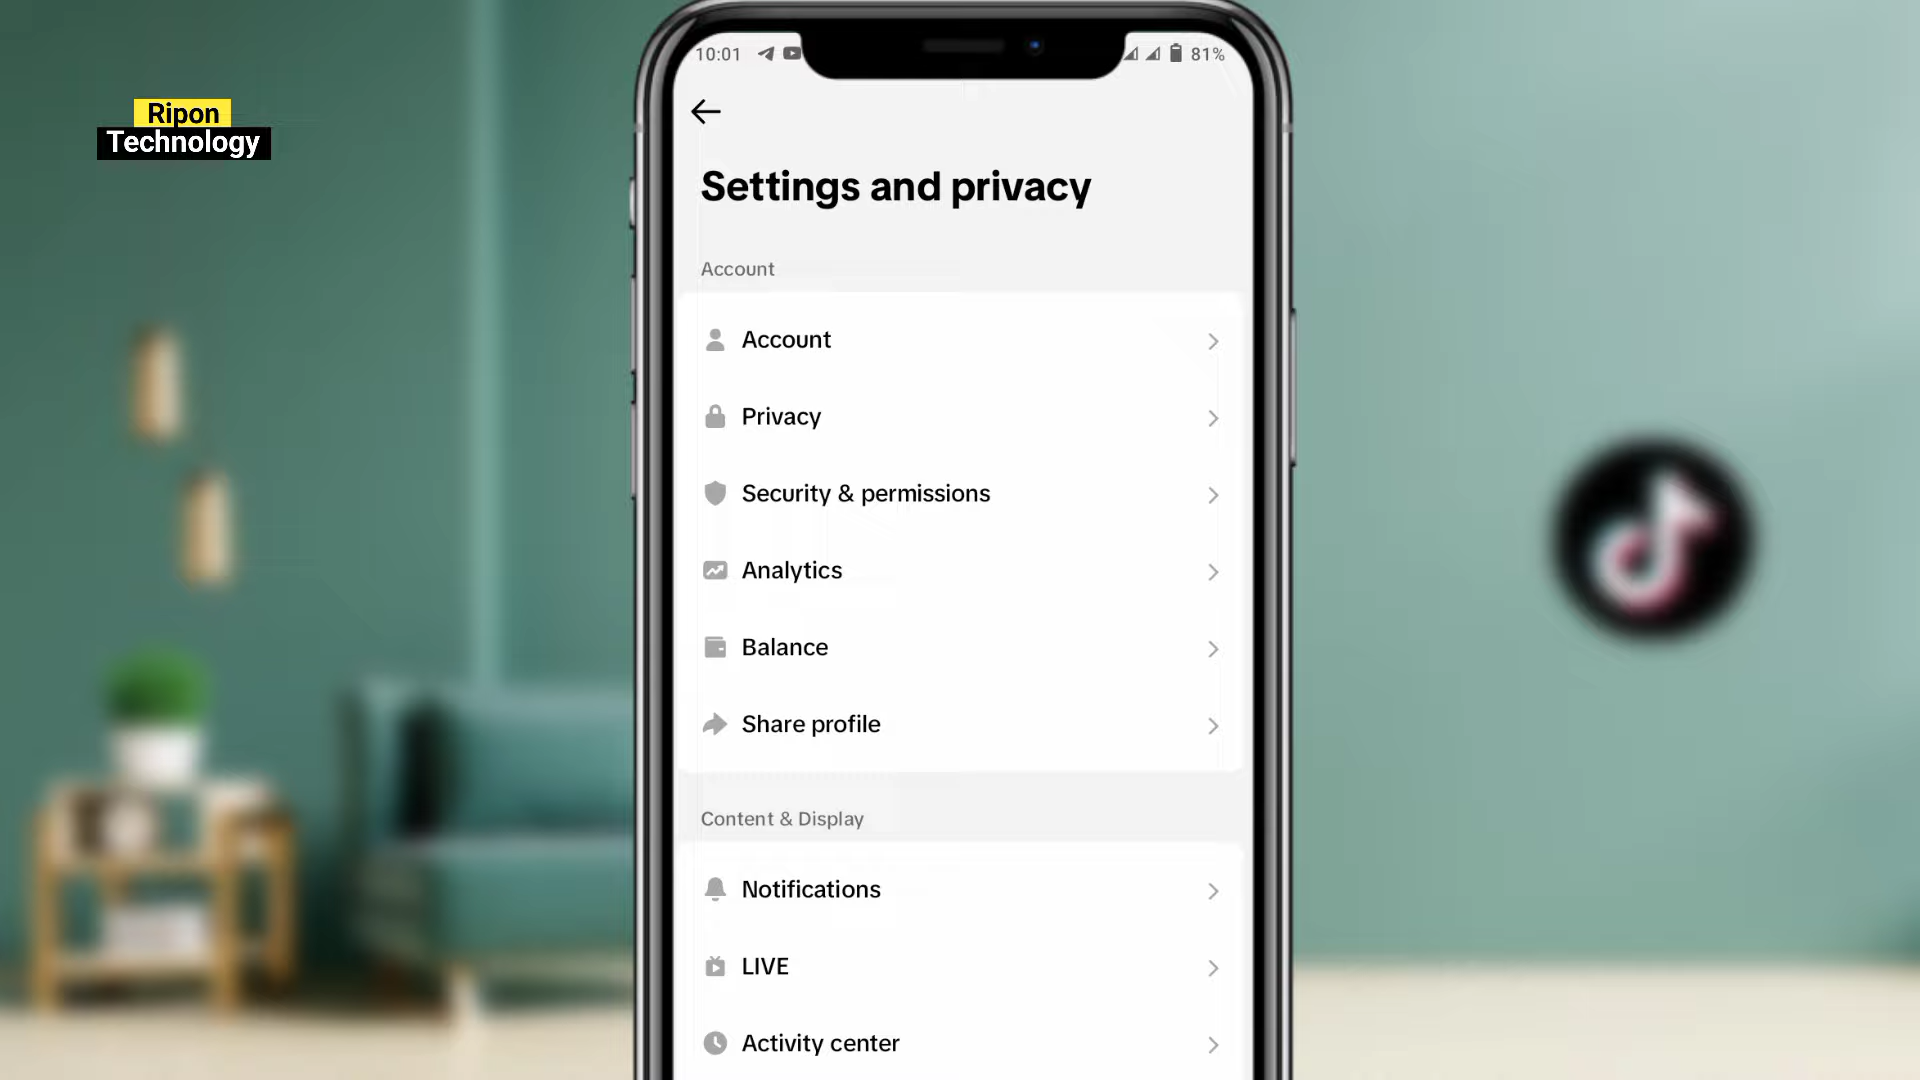 Ripon
Technology
10:01
81%
Settings and privacy
Account
Account
Privacy
Security & permissions
Analytics
Balance
Share profile
Content & Display
Notifications
LIVE
Activity center